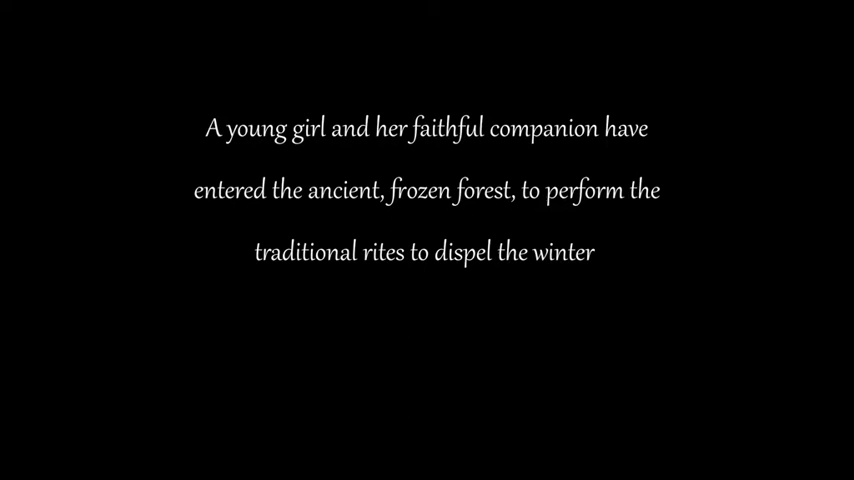 A young girl and her faithful companion have
entered the ancient, frozen forest, to perform the
traditional rites to dispel the winter